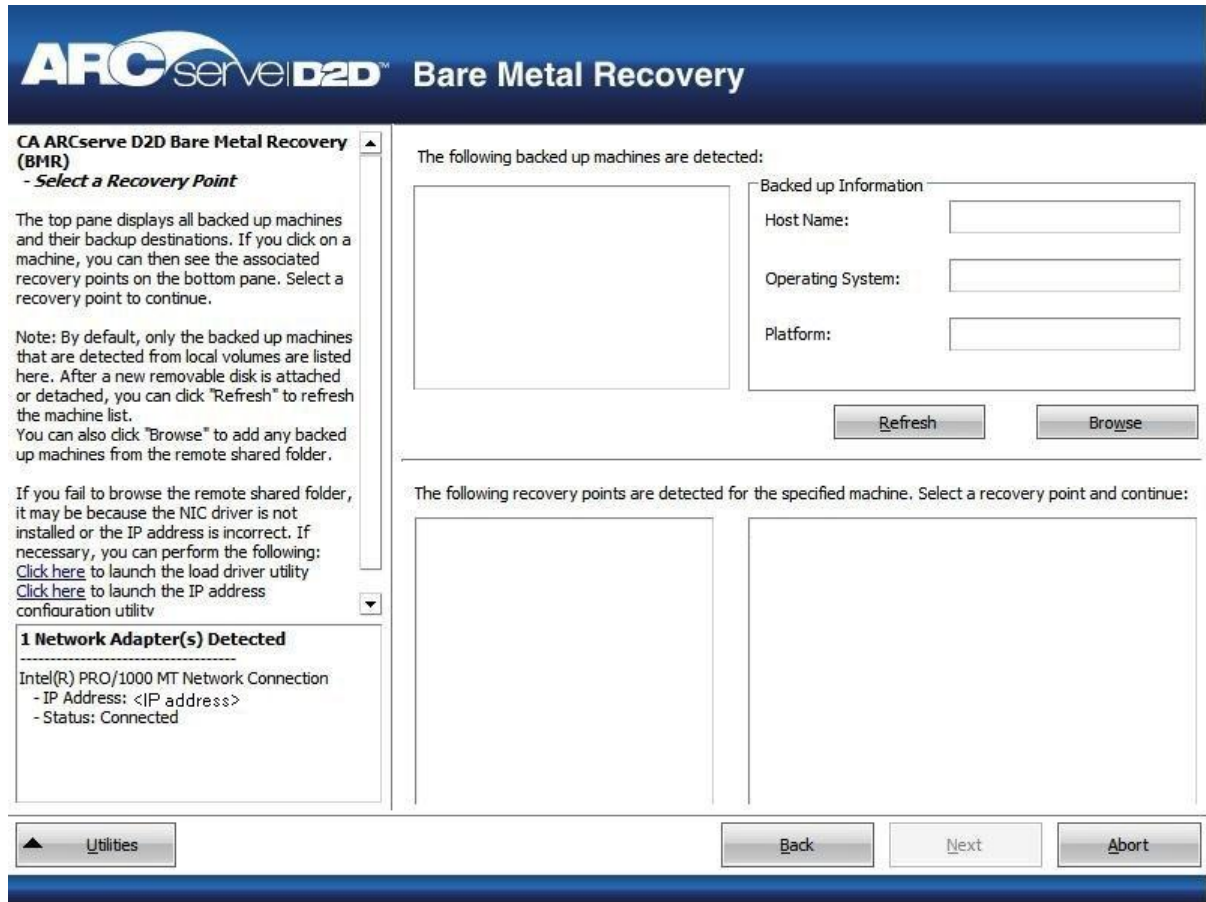 ARCserve D2D™ Bare Metal Recovery
CA ARCserve D2D Bare Metal Recovery
(BMR)
- Select a Recovery Point
The top pane displays all backed up machines
and their backup destinations. If you click on a
machine, you can then see the associated
recovery points on the bottom pane. Select a
recovery point to continue.
Note: By default, only the backed up machines
that are detected from local volumes are listed
here. After a new removable disk is attached
or detached, you can click "Refresh" to refresh
the machine list.
You can also click "Browse" to add any backed
up machines from the remote shared folder.
If you fail to browse the remote shared folder,
it may be because the NIC driver is not
installed or the IP address is incorrect. If
necessary, you can perform the following:
Click here to launch the load driver utility
Click here to launch the IP address
configuration utility
1 Network Adapter(s) Detected
------------------------------------
Intel(R) PRO/1000 MT Network Connection
- IP Address: <IP address>
- Status: Connected
The following backed up machines are detected:
Backed up Information
Host Name:
Operating System:
Platform:
Refresh
Browse
The following recovery points are detected for the specified machine. Select a recovery point and continue:
Utilities
Back
Next
Abort